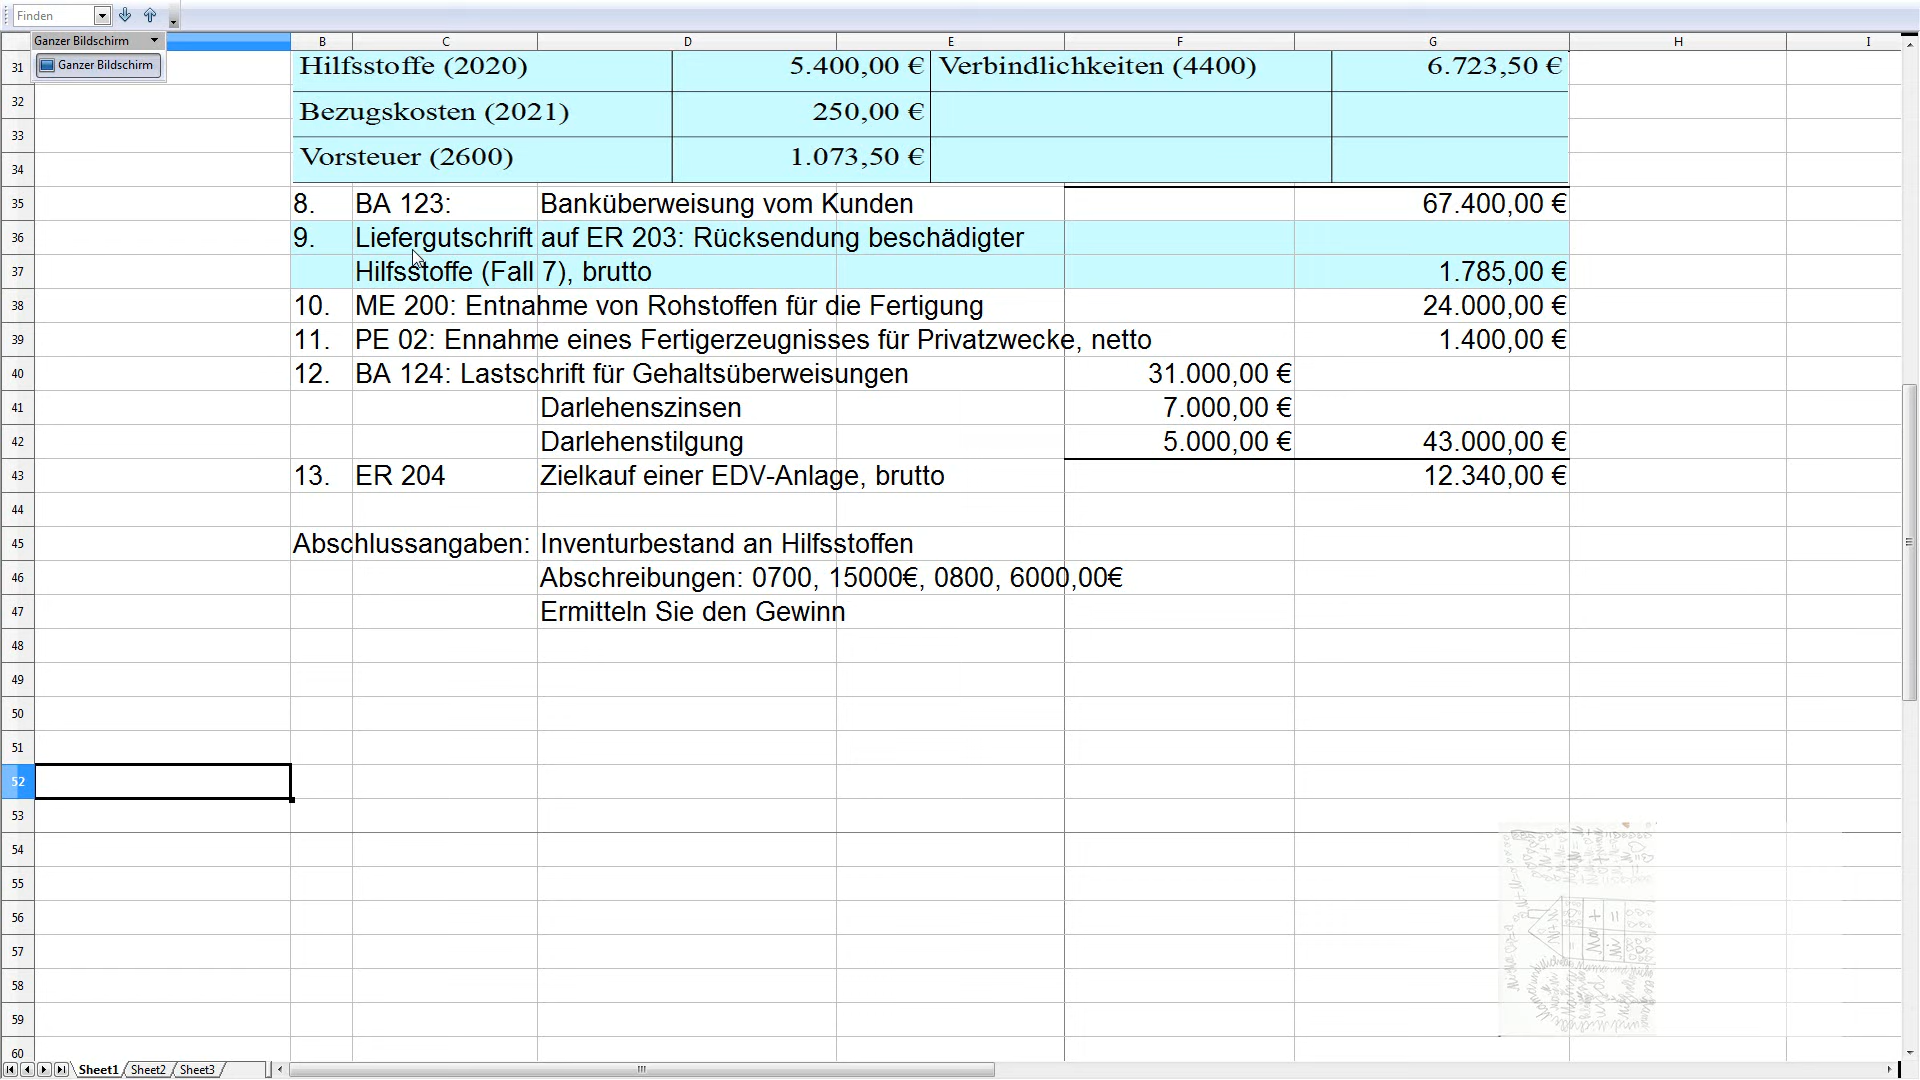 Finden
Ganzer Bildschirm
Ganzer Bildschirm
B C D E F G H I
31 Hilfsstoffe (2020) 5.400,00 € Verbindlichkeiten (4400) 6.723,50 €
32 Bezugskosten (2021) 250,00 €
33
34 Vorsteuer (2600) 1.073,50 €
35 8. BA 123: Banküberweisung vom Kunden 67.400,00 €
36 9. Liefergutschrift auf ER 203: Rücksendung beschädigter
37 Hilfsstoffe (Fall 7), brutto 1.785,00 €
38 10. ME 200: Entnahme von Rohstoffen für die Fertigung 24.000,00 €
39 11. PE 02: Ennahme eines Fertigerzeugnisses für Privatzwecke, netto 1.400,00 €
40 12. BA 124: Lastschrift für Gehaltsüberweisungen 31.000,00 €
41 Darlehenszinsen 7.000,00 €
42 Darlehenstilgung 5.000,00 € 43.000,00 €
43 13. ER 204 Zielkauf einer EDV-Anlage, brutto 12.340,00 €
44
45 Abschlussangaben: Inventurbestand an Hilfsstoffen
46 Abschreibungen: 0700, 15000€, 0800, 6000,00€
47 Ermitteln Sie den Gewinn
48
49
50
51
52
53
54
55
56
57
58
59
60
Sheet1 Sheet2 Sheet3